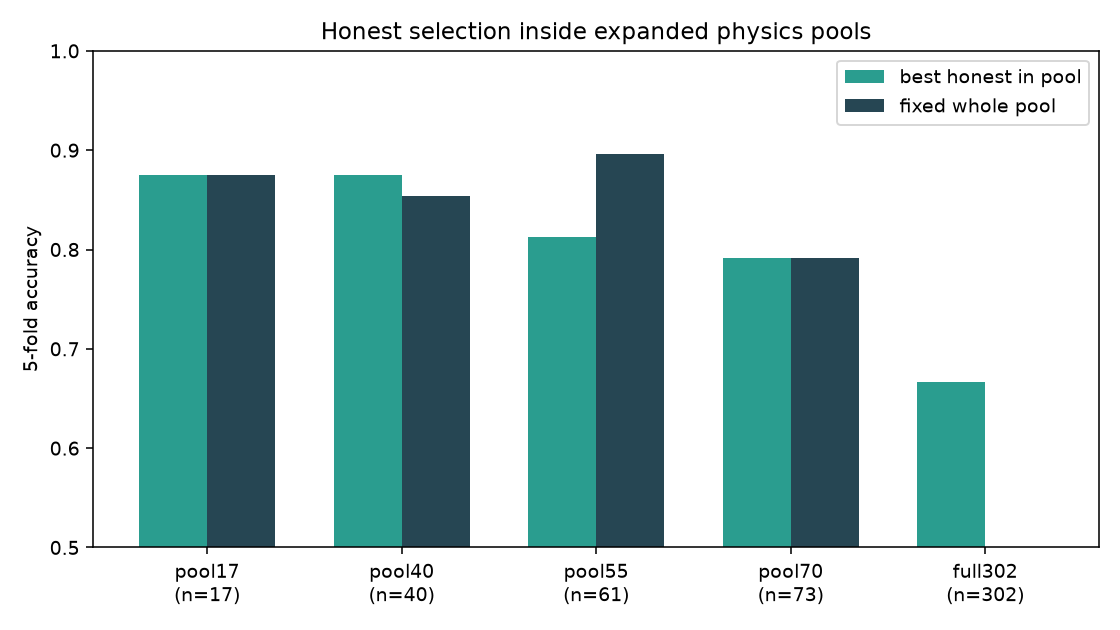 Honest selection inside expanded physics pools
best honest in pool
fixed whole pool
5-fold accuracy
1.0
0.9
0.8
0.7
0.6
0.5
pool17
(n=17)
pool40
(n=40)
pool55
(n=61)
pool70
(n=73)
full302
(n=302)